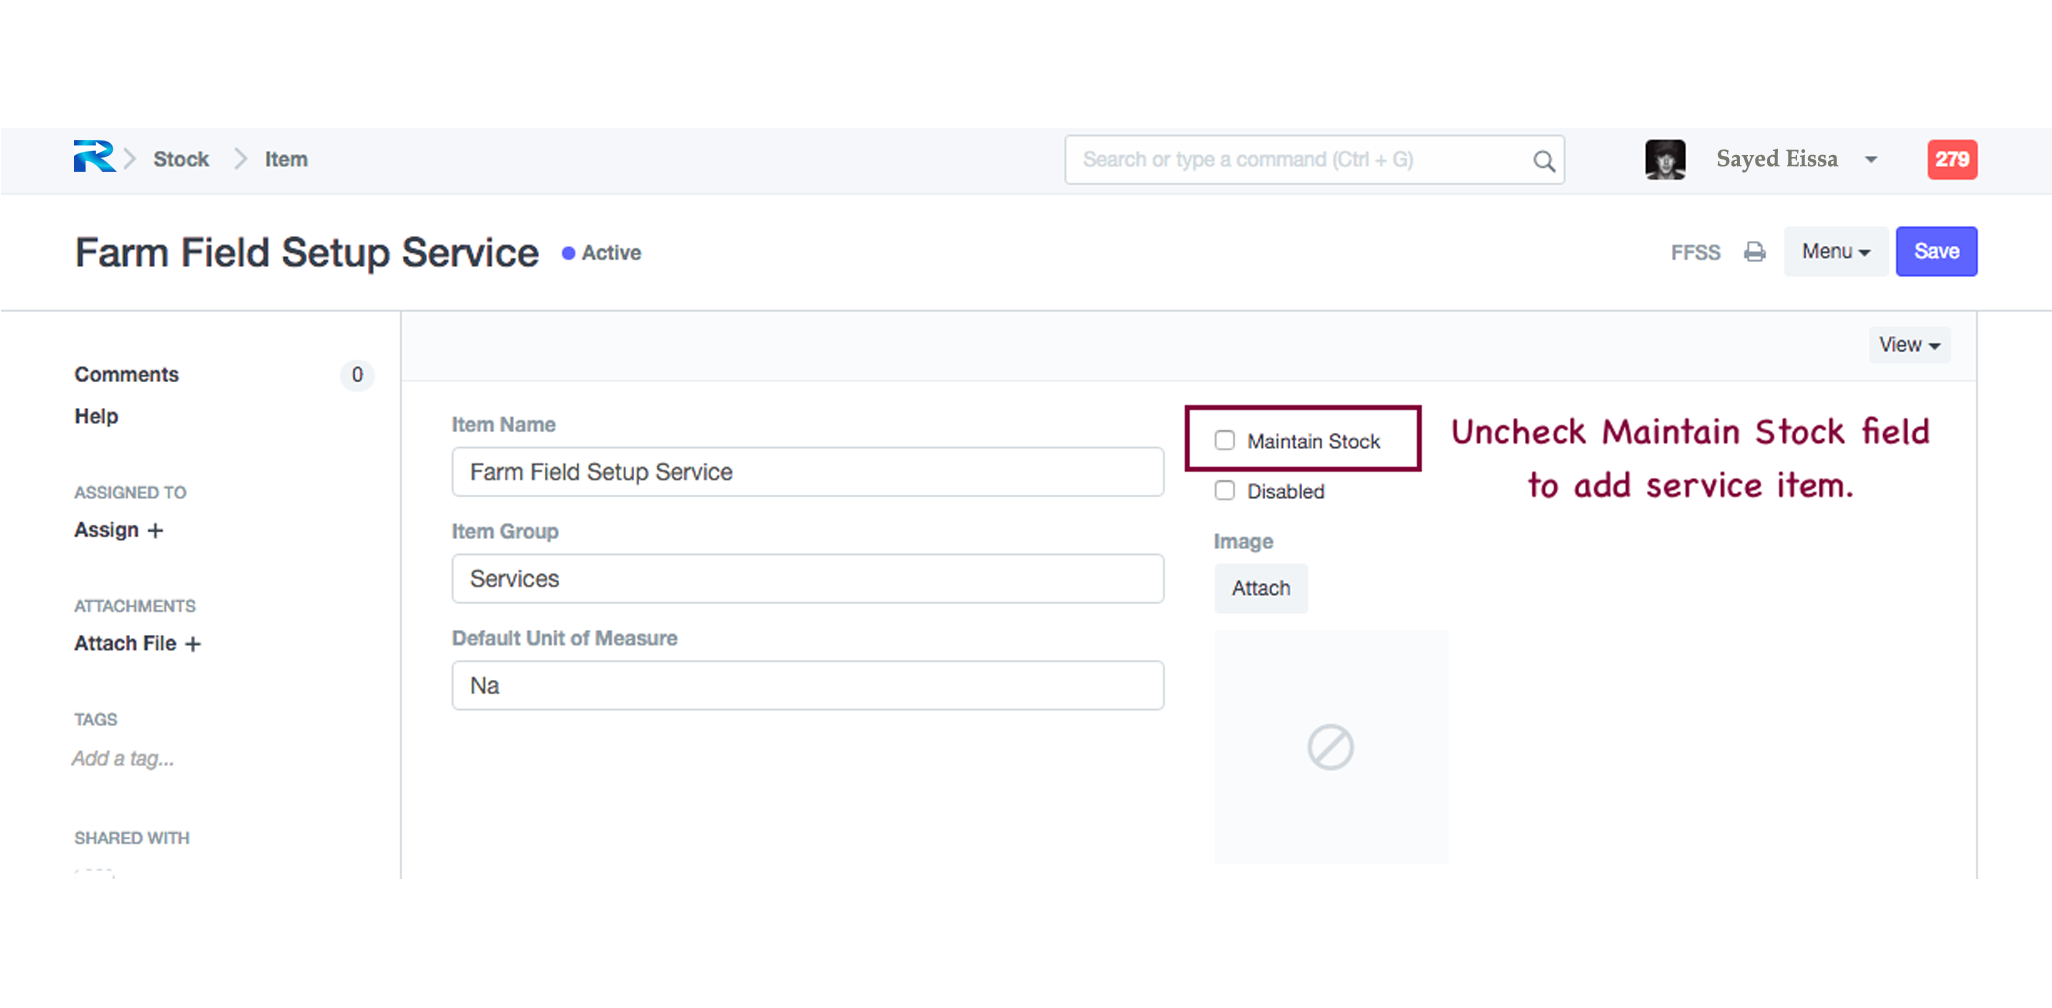 Stock Item
Search or type a command (Ctrl + G)
Sayed Eissa
279
Farm Field Setup Service
Active
FFSS
Menu
Save
View
Comments 0
Help
ASSIGNED TO
Assign +
ATTACHMENTS
Attach File +
TAGS
Add a tag...
SHARED WITH
Item Name
Farm Field Setup Service
Item Group
Services
Default Unit of Measure
Na
Maintain Stock
Disabled
Image
Attach
Uncheck Maintain Stock field
to add service item.